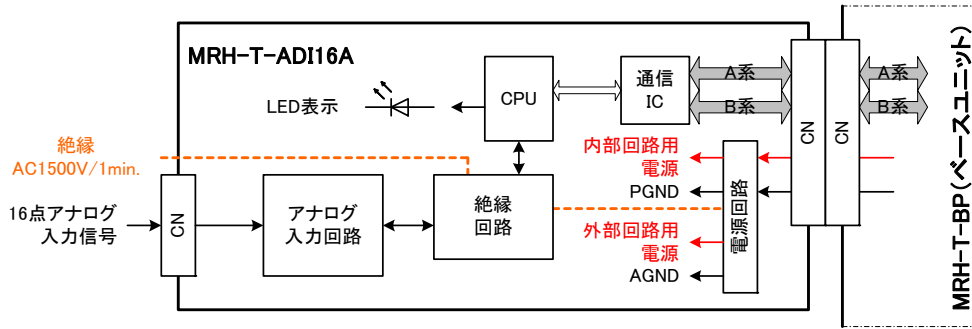 MRH-T-ADI16A
LED表示
CPU
通信
IC
A系
B系
CN
CN
A系
B系
絶縁
AC1500V/1min.
内部回路用
電源
PGND
16点アナログ
入力信号
CN
アナログ
入力回路
絶縁
回路
外部回路用
電源
AGND
電源回路
MRH-T-BP(ベースユニット)